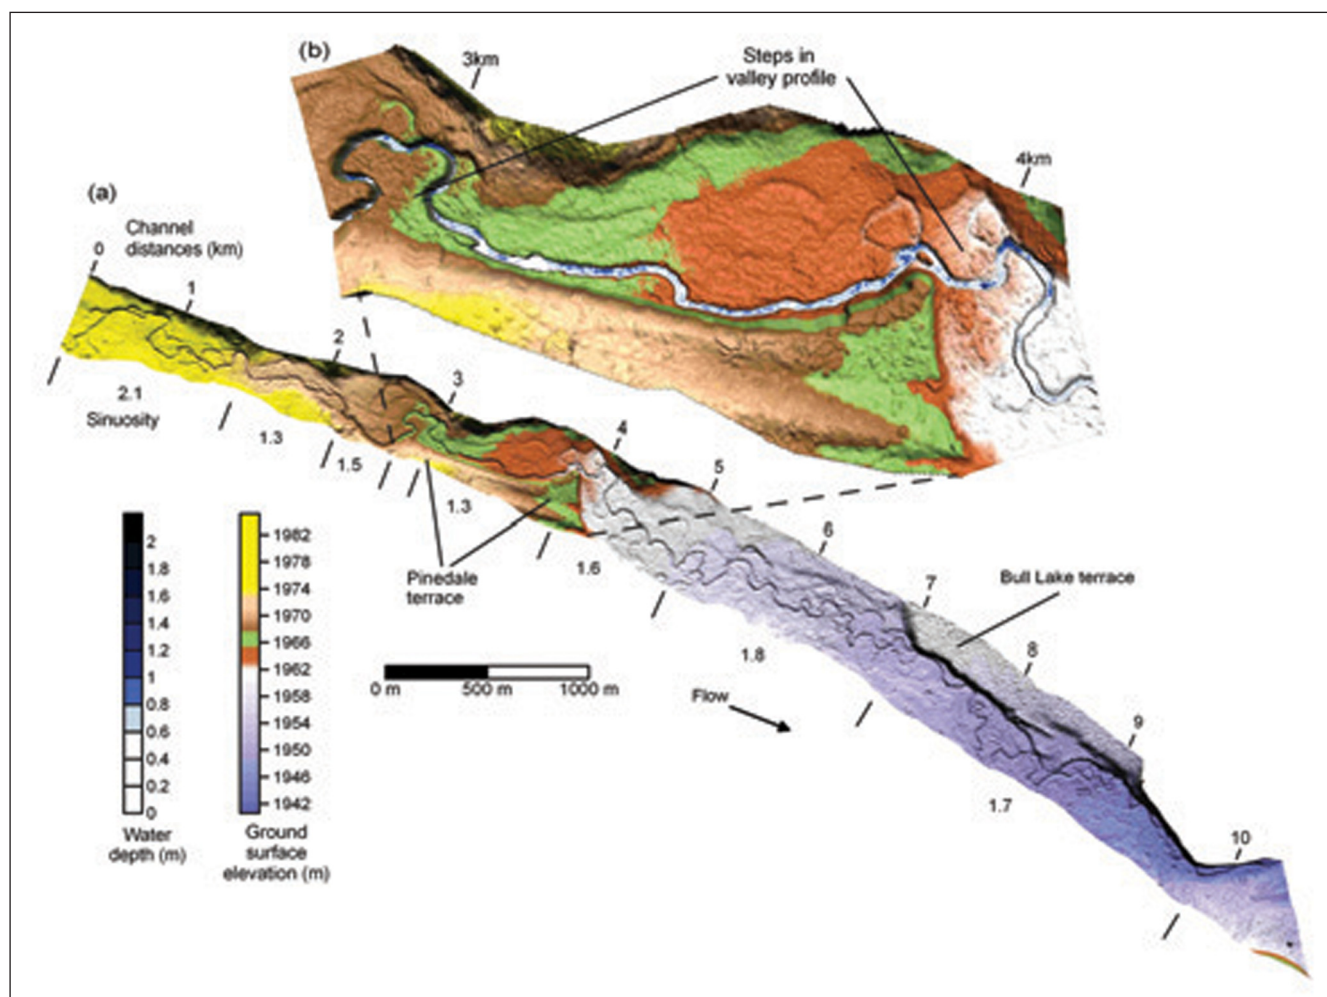 (b)
3km
Steps in
valley profile
4km
(a)
Channel
distances (km)
0
1
2
3
4
5
6
7
8
9
10
2.1
Sinuosity
1.3
1.5
1.3
1.6
1.8
1.7
Pinedale
terrace
Bull Lake terrace
0 m
500 m
1000 m
Flow
2
1.8
1.6
1.4
1.2
1
0.8
0.6
0.4
0.2
0
Water
depth (m)
1982
1978
1974
1970
1966
1962
1958
1954
1950
1946
1942
Ground
surface
elevation (m)